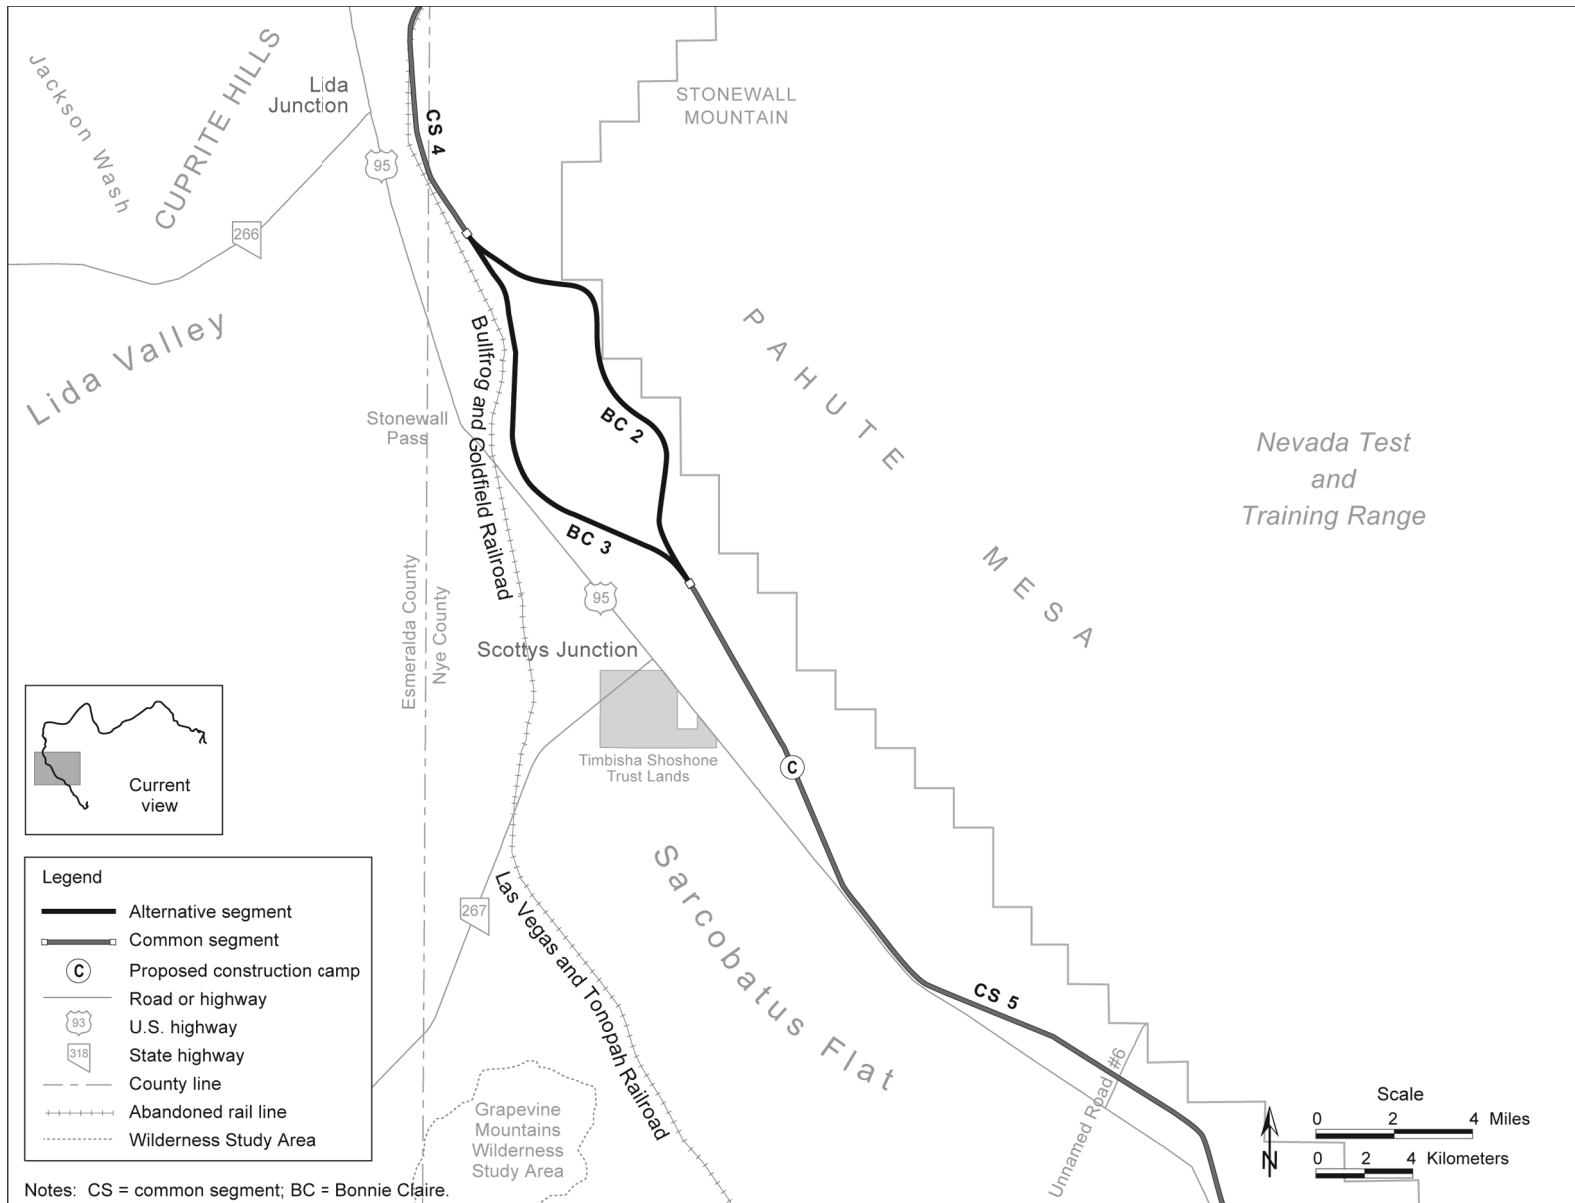 Jackson Wash
CUPRITE HILLS
Lida
Junction
CS 4
STONEWALL
MOUNTAIN
95
266
Lida Valley
PAHUTE
MESA
Bullfrog and Goldfield Railroad
Stonewall
Pass
BC 2
Nevada Test
and
Training Range
BC 3
Esmeralda County
Nye County
95
Scottys Junction
Timbisha Shoshone
Trust Lands
C
Current
view
Sarcobatus Flat
267
Las Vegas and Tonopah Railroad
CS 5
Unnamed Road #6
Grapevine
Mountains
Wilderness
Study Area
Legend
Alternative segment
Common segment
C Proposed construction camp
Road or highway
93 U.S. highway
318 State highway
County line
Abandoned rail line
Wilderness Study Area
N
Scale
0 2 4 Miles
0 2 4 Kilometers
Notes: CS = common segment; BC = Bonnie Claire.